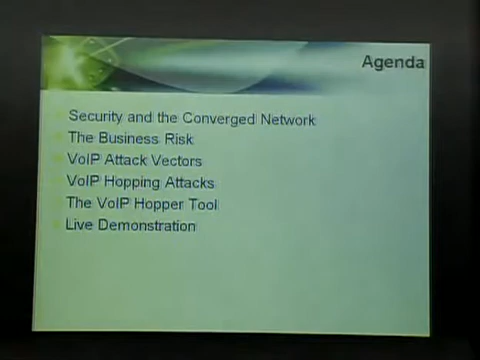 Agenda
Security and the Converged Network
The Business Risk
VoIP Attack Vectors
VoIP Hopping Attacks
The VoIP Hopper Tool
Live Demonstration